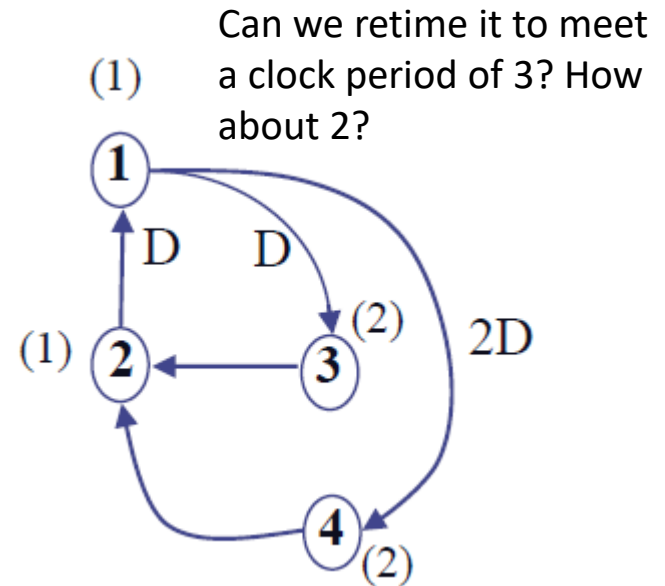 Can we retime it to meet
a clock period of 3? How
about 2?
(1)
1
D
D
(2)
2D
(1)
2
3
4
(2)